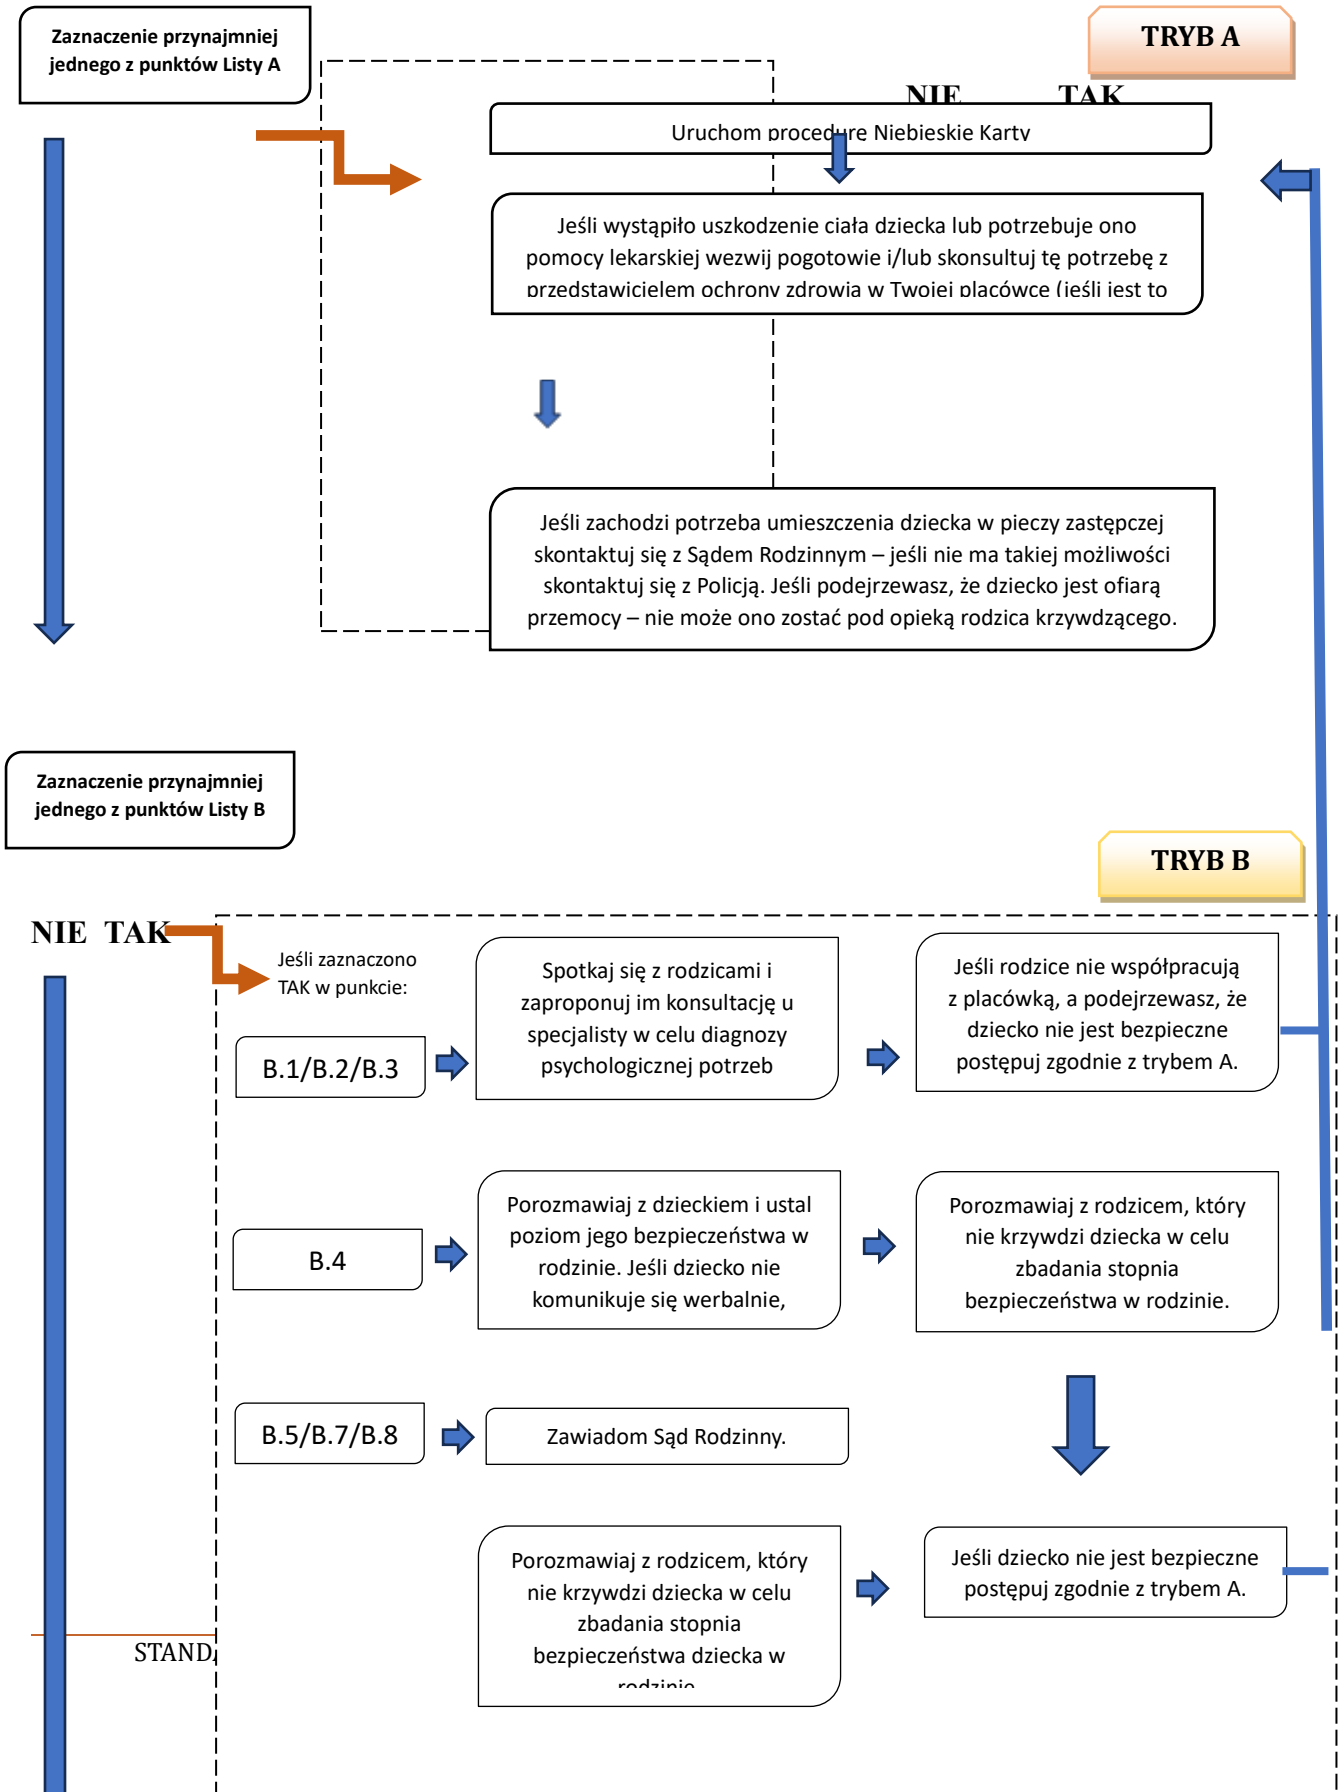 Zaznaczenie przynajmniej
jednego z punktów Listy A
TRYB A
NIE TAK
Uruchom procedurę Niebieskie Karty
Jeśli wystąpiło uszkodzenie ciała dziecka lub potrzebuje ono
pomocy lekarskiej wezwij pogotowie i/lub skonsultuj tę potrzebę z
przedstawicielem ochrony zdrowia w Twojej placówce (jeśli jest to
Jeśli zachodzi potrzeba umieszczenia dziecka w pieczy zastępczej
skontaktuj się z Sądem Rodzinnym – jeśli nie ma takiej możliwości
skontaktuj się z Policją. Jeśli podejrzewasz, że dziecko jest ofiarą
przemocy – nie może ono zostać pod opieką rodzica krzywdzącego.
Zaznaczenie przynajmniej
jednego z punktów Listy B
TRYB B
NIE TAK
Jeśli zaznaczono
TAK w punkcie:
B.1/B.2/B.3
Spotkaj się z rodzicami i
zaproponuj im konsultację u
specjalisty w celu diagnozy
psychologicznej potrzeb
Jeśli rodzice nie współpracują
z placówką, a podejrzewasz, że
dziecko nie jest bezpieczne
postępuj zgodnie z trybem A.
B.4
Porozmawiaj z dzieckiem i ustal
poziom jego bezpieczeństwa w
rodzinie. Jeśli dziecko nie
komunikuje się werbalnie,
Porozmawiaj z rodzicem, który
nie krzywdzi dziecka w celu
zbadania stopnia
bezpieczeństwa w rodzinie.
B.5/B.7/B.8
Zawiadom Sąd Rodzinny.
Porozmawiaj z rodzicem, który
nie krzywdzi dziecka w celu
zbadania stopnia
bezpieczeństwa dziecka w
rodzinie
Jeśli dziecko nie jest bezpieczne
postępuj zgodnie z trybem A.
STAND